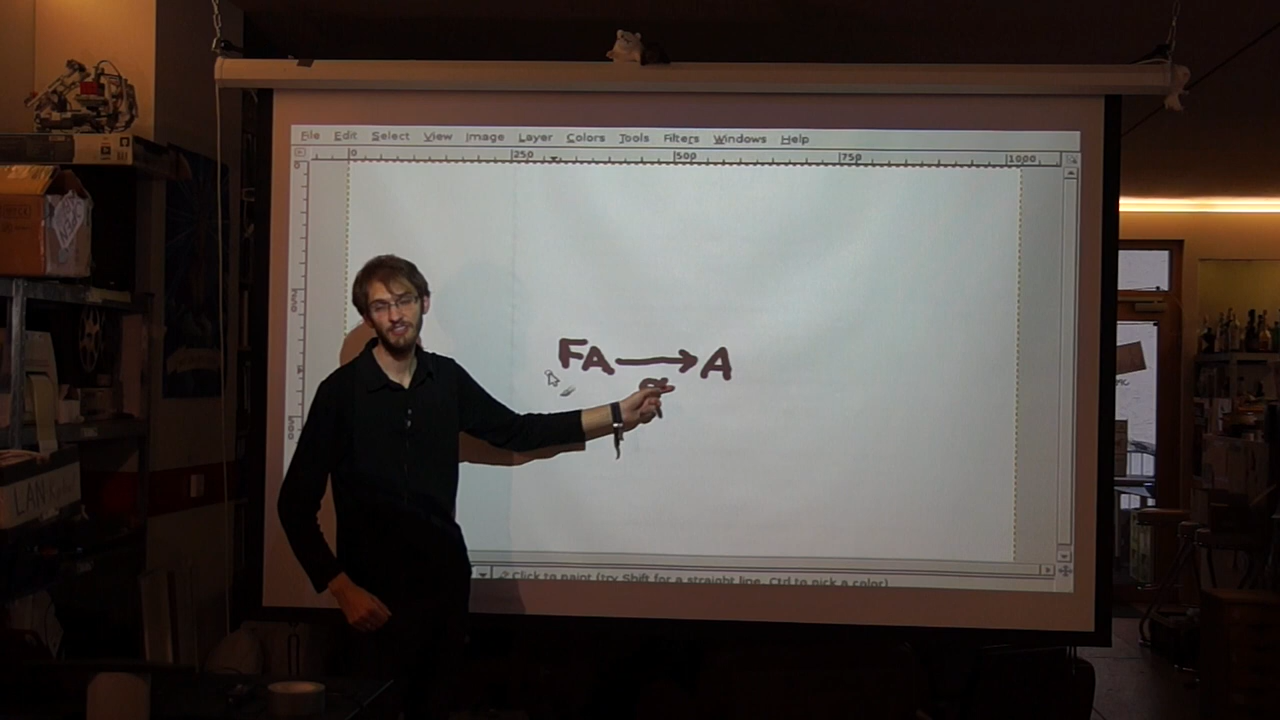 File Edit Select View Image Layer Colors Tools Filters Windows Help
0 250 500 750 1000
FA → A
α
Click to paint (try Shift for a straight line, Ctrl to pick a color)
LAN